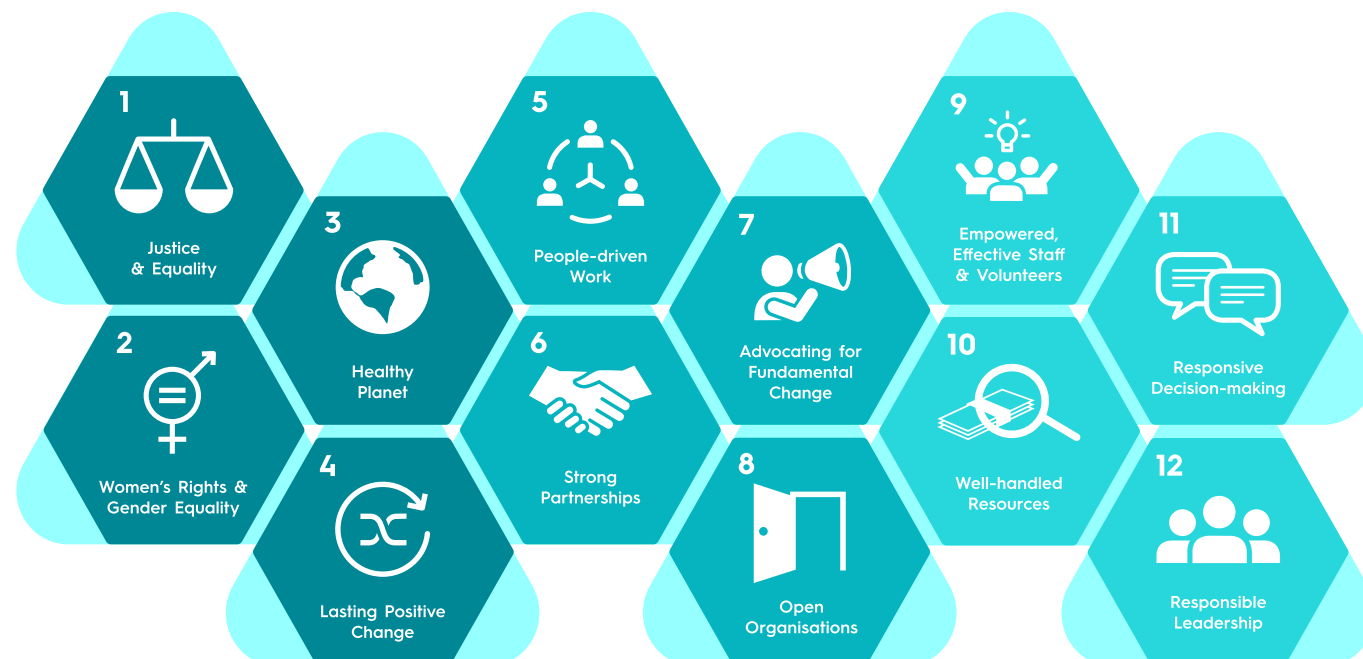 1
Justice
& Equality
2
Women's Rights &
Gender Equality
3
Healthy
Planet
4
Lasting Positive
Change
5
People-driven
Work
6
Strong
Partnerships
7
Advocating for
Fundamental
Change
8
Open
Organisations
9
Empowered,
Effective Staff
& Volunteers
10
Well-handled
Resources
11
Responsive
Decision-making
12
Responsible
Leadership